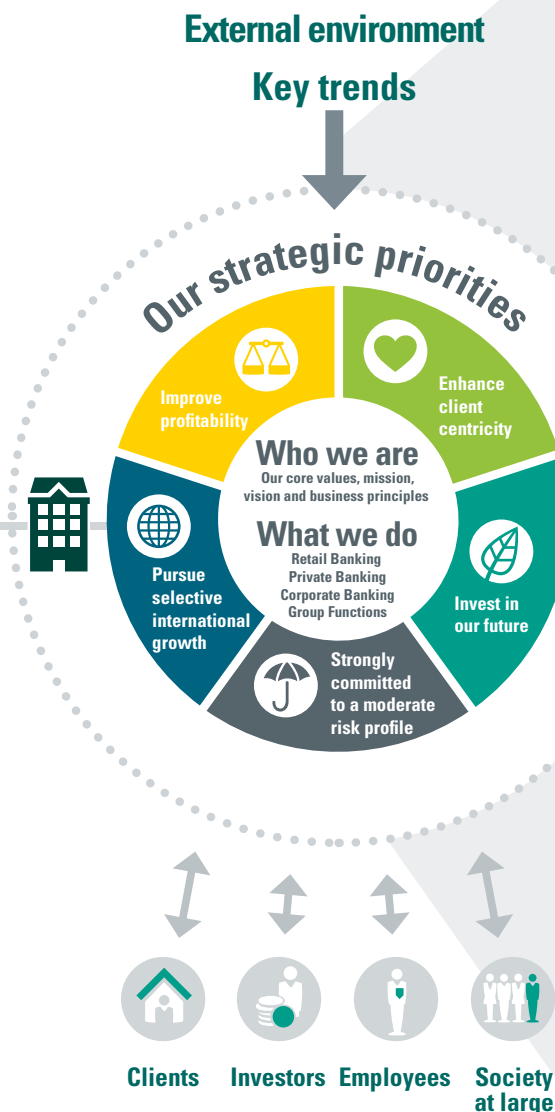 External environment
Key trends
Our strategic priorities
Improve
profitability
Enhance
client
centricity
Who we are
Our core values, mission,
vision and business principles
What we do
Retail Banking
Private Banking
Corporate Banking
Group Functions
Pursue
selective
international
growth
Invest in
our future
Strongly
committed
to a moderate
risk profile
Clients
Investors
Employees
Society
at large